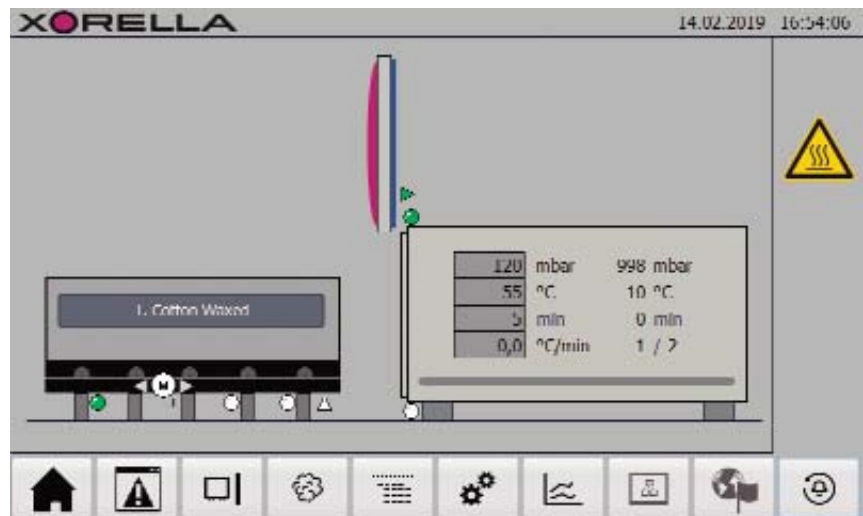 XORELLA
14.02.2019 16:54:06
120 mbar 998 mbar
55 °C 10 °C
1. Cotton Waxed
5 min 0 min
0,0 °C/min 1 / 2
M